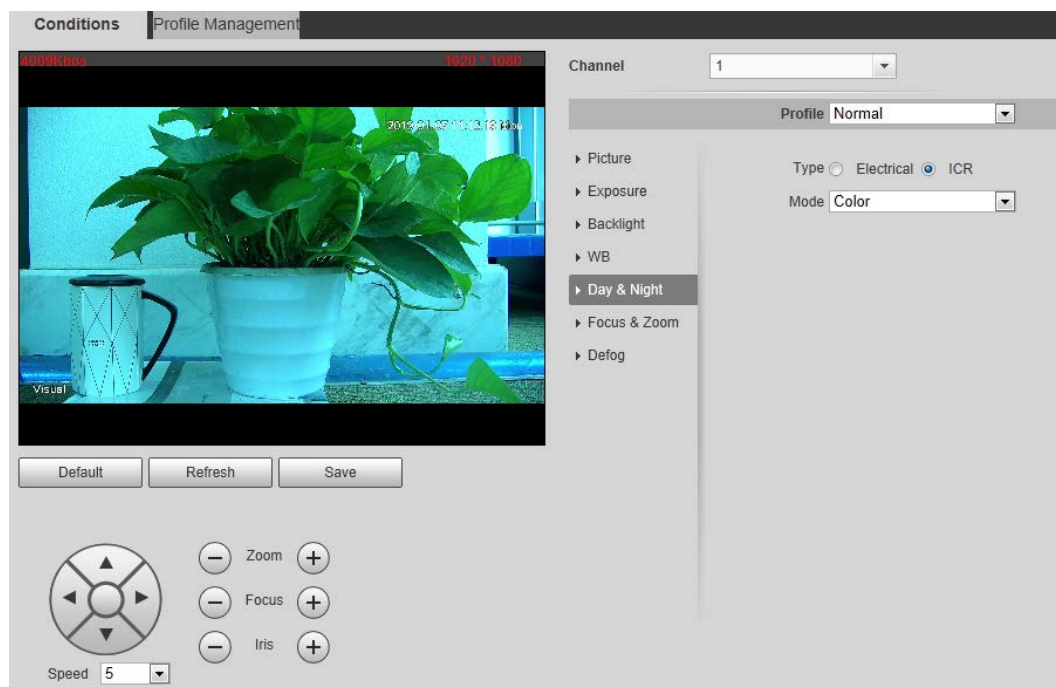 Conditions
Profile Management
4009Kbps 1920 * 1080
Visual
Channel 1
Profile Normal
Picture
Exposure
Backlight
WB
Day & Night
Focus & Zoom
Defog
Type Electrical ICR
Mode Color
Default Refresh Save
Zoom
Focus
Iris
Speed 5